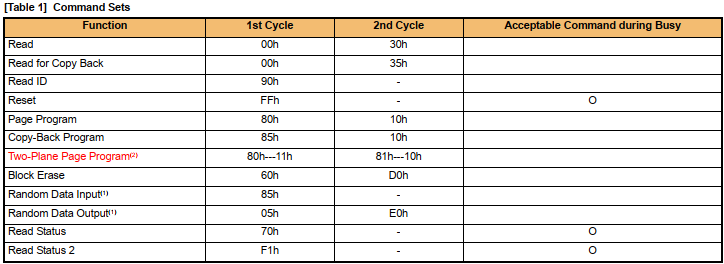 [Table 1] Command Sets
Function 1st Cycle 2nd Cycle Acceptable Command during Busy
Read 00h 30h
Read for Copy Back 00h 35h
Read ID 90h -
Reset FFh - O
Page Program 80h 10h
Copy-Back Program 85h 10h
Two-Plane Page Program(2) 80h---11h 81h---10h
Block Erase 60h D0h
Random Data Input(1) 85h -
Random Data Output(1) 05h E0h
Read Status 70h - O
Read Status 2 F1h - O